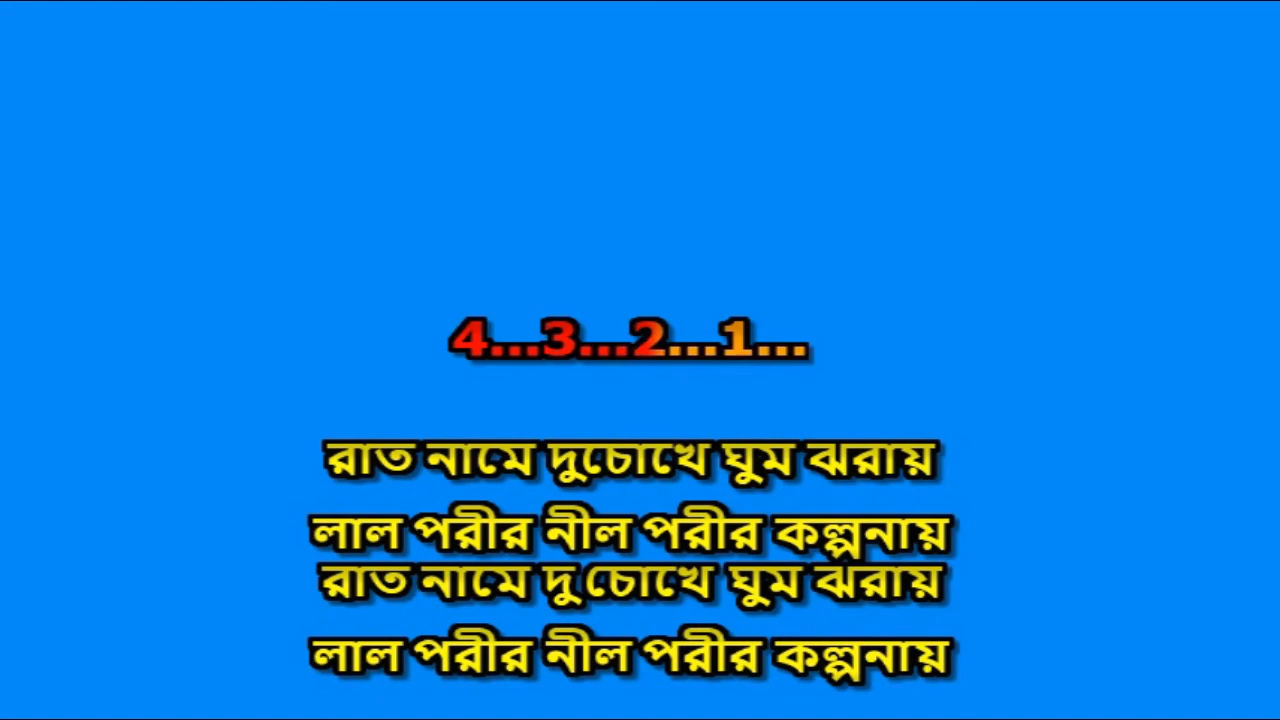 4...3...2...1...
রাত নামে দুচোখে ঘুম ঝরায়
লাল পরীর নীল পরীর কল্পনায়
রাত নামে দু চোখে ঘুম ঝরায়
লাল পরীর নীল পরীর কল্পনায়